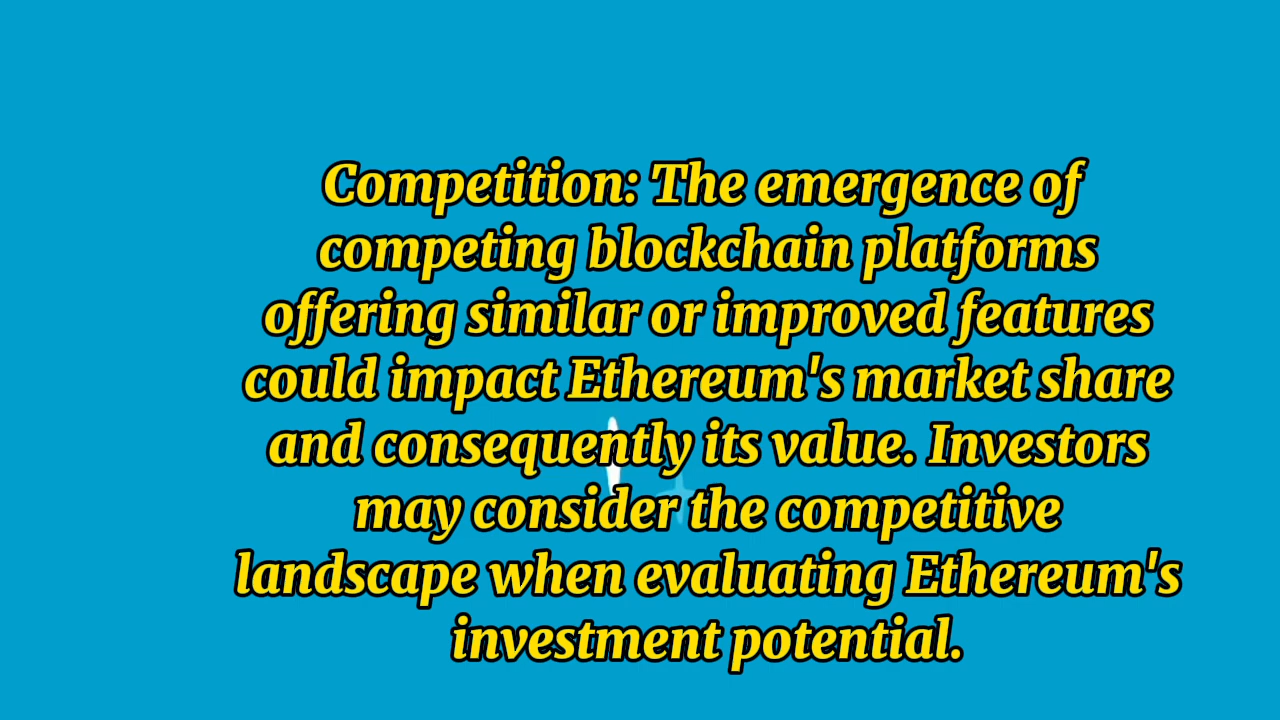 Competition: The emergence of
competing blockchain platforms
offering similar or improved features
could impact Ethereum's market share
and consequently its value. Investors
may consider the competitive
landscape when evaluating Ethereum's
investment potential.